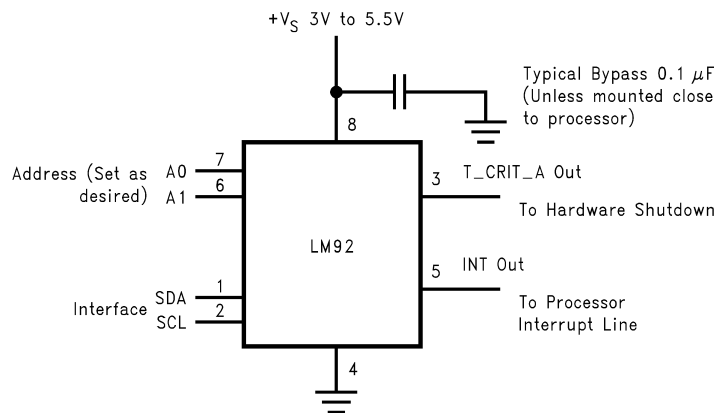 +VS 3V to 5.5V
Typical Bypass 0.1 μF
(Unless mounted close
to processor)
8
Address (Set as
desired)
A0
7
A1
6
3
T_CRIT_A Out
To Hardware Shutdown
LM92
5
INT Out
To Processor
Interrupt Line
Interface
SDA
1
SCL
2
4